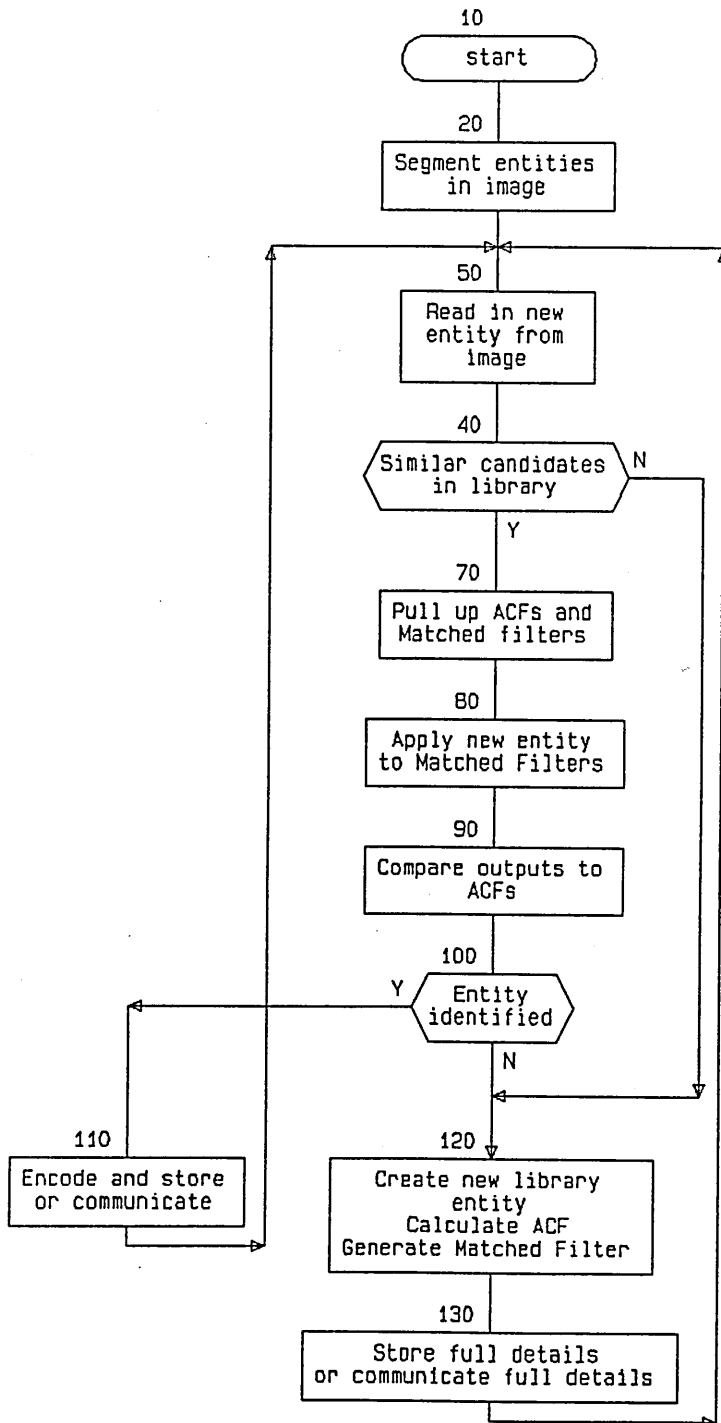 10
start
20
Segment entities
in image
50
Read in new
entity from
image
40
Similar candidates
in library
N
Y
70
Pull up ACFs and
Matched filters
80
Apply new entity
to Matched Filters
90
Compare outputs to
ACFs
100
Y
Entity
identified
N
110
Encode and store
or communicate
120
Create new library
entity
Calculate ACF
Generate Matched Filter
130
Store full details
or communicate full details